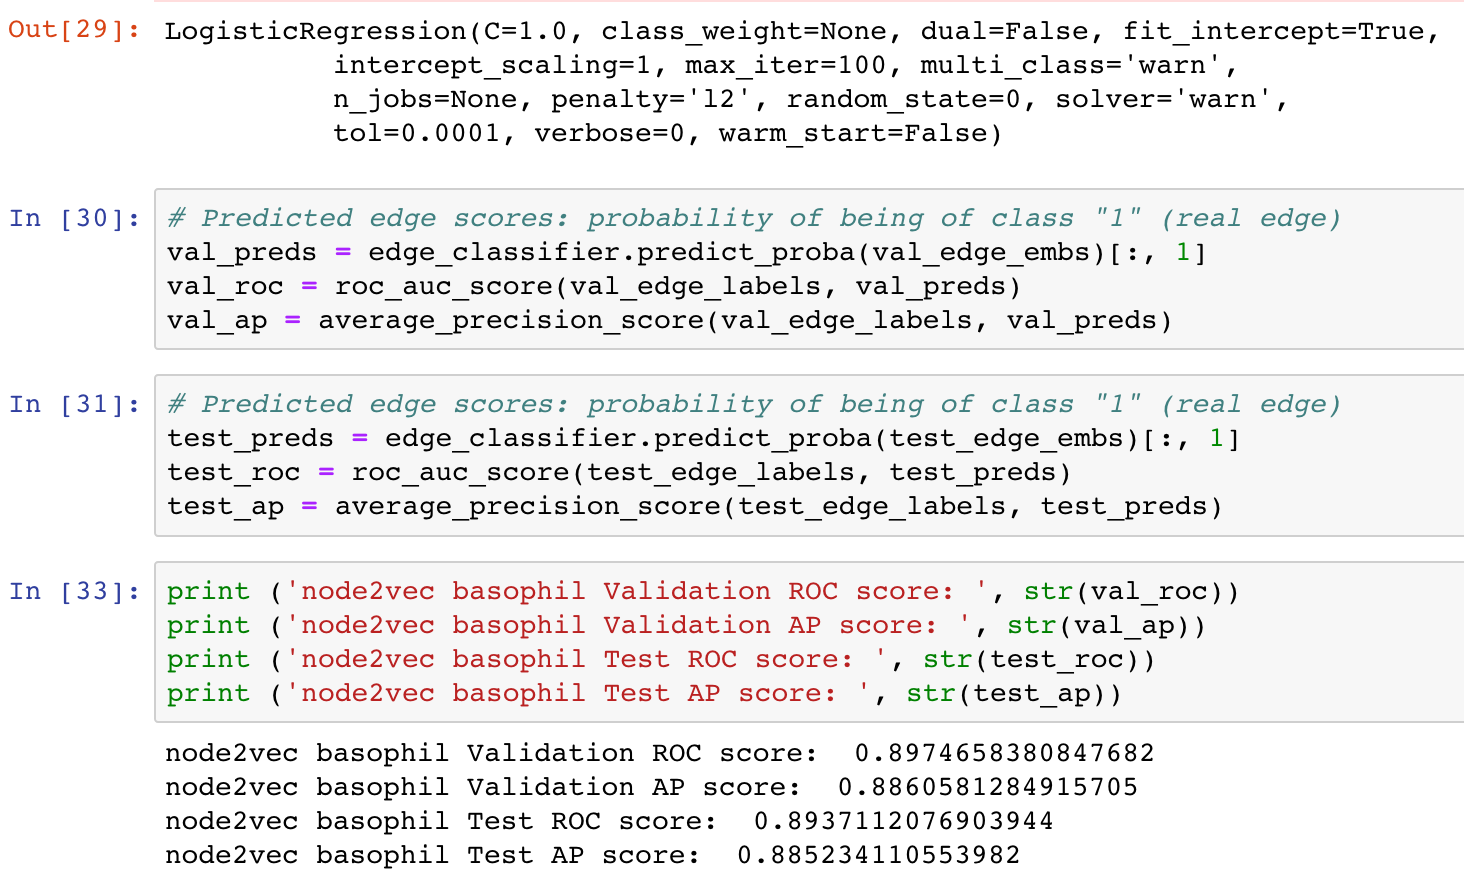 Out[29]: LogisticRegression(C=1.0, class_weight=None, dual=False, fit_intercept=True,
intercept_scaling=1, max_iter=100, multi_class='warn',
n_jobs=None, penalty='l2', random_state=0, solver='warn',
tol=0.0001, verbose=0, warm_start=False)
In [30]: # Predicted edge scores: probability of being of class "1" (real edge)
val_preds = edge_classifier.predict_proba(val_edge_embs)[:, 1]
val_roc = roc_auc_score(val_edge_labels, val_preds)
val_ap = average_precision_score(val_edge_labels, val_preds)
In [31]: # Predicted edge scores: probability of being of class "1" (real edge)
test_preds = edge_classifier.predict_proba(test_edge_embs)[:, 1]
test_roc = roc_auc_score(test_edge_labels, test_preds)
test_ap = average_precision_score(test_edge_labels, test_preds)
In [33]: print ('node2vec basophil Validation ROC score: ', str(val_roc))
print ('node2vec basophil Validation AP score: ', str(val_ap))
print ('node2vec basophil Test ROC score: ', str(test_roc))
print ('node2vec basophil Test AP score: ', str(test_ap))
node2vec basophil Validation ROC score:  0.8974658380847682
node2vec basophil Validation AP score:  0.8860581284915705
node2vec basophil Test ROC score:  0.8937112076903944
node2vec basophil Test AP score:  0.885234110553982